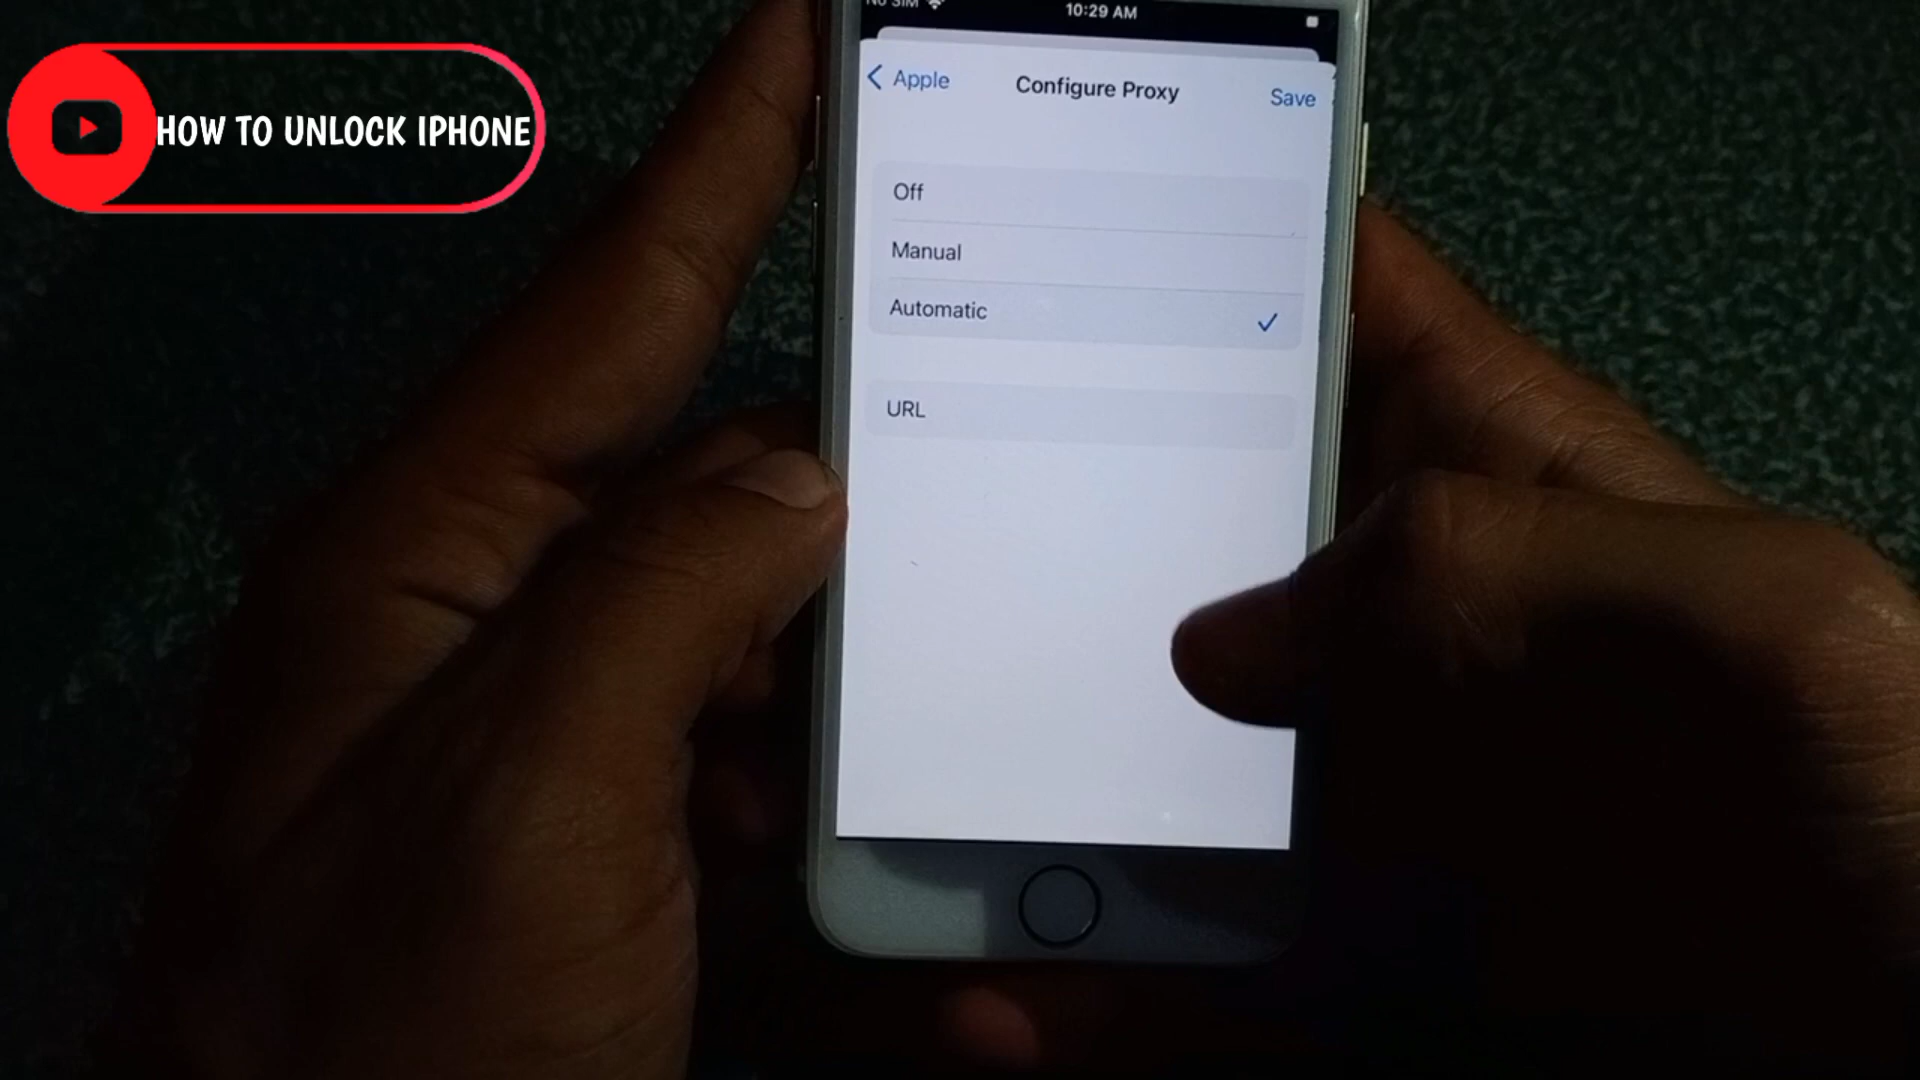 No SIM
10:29 AM
Apple
Configure Proxy
Save
HOW TO UNLOCK IPHONE
Off
Manual
Automatic
URL